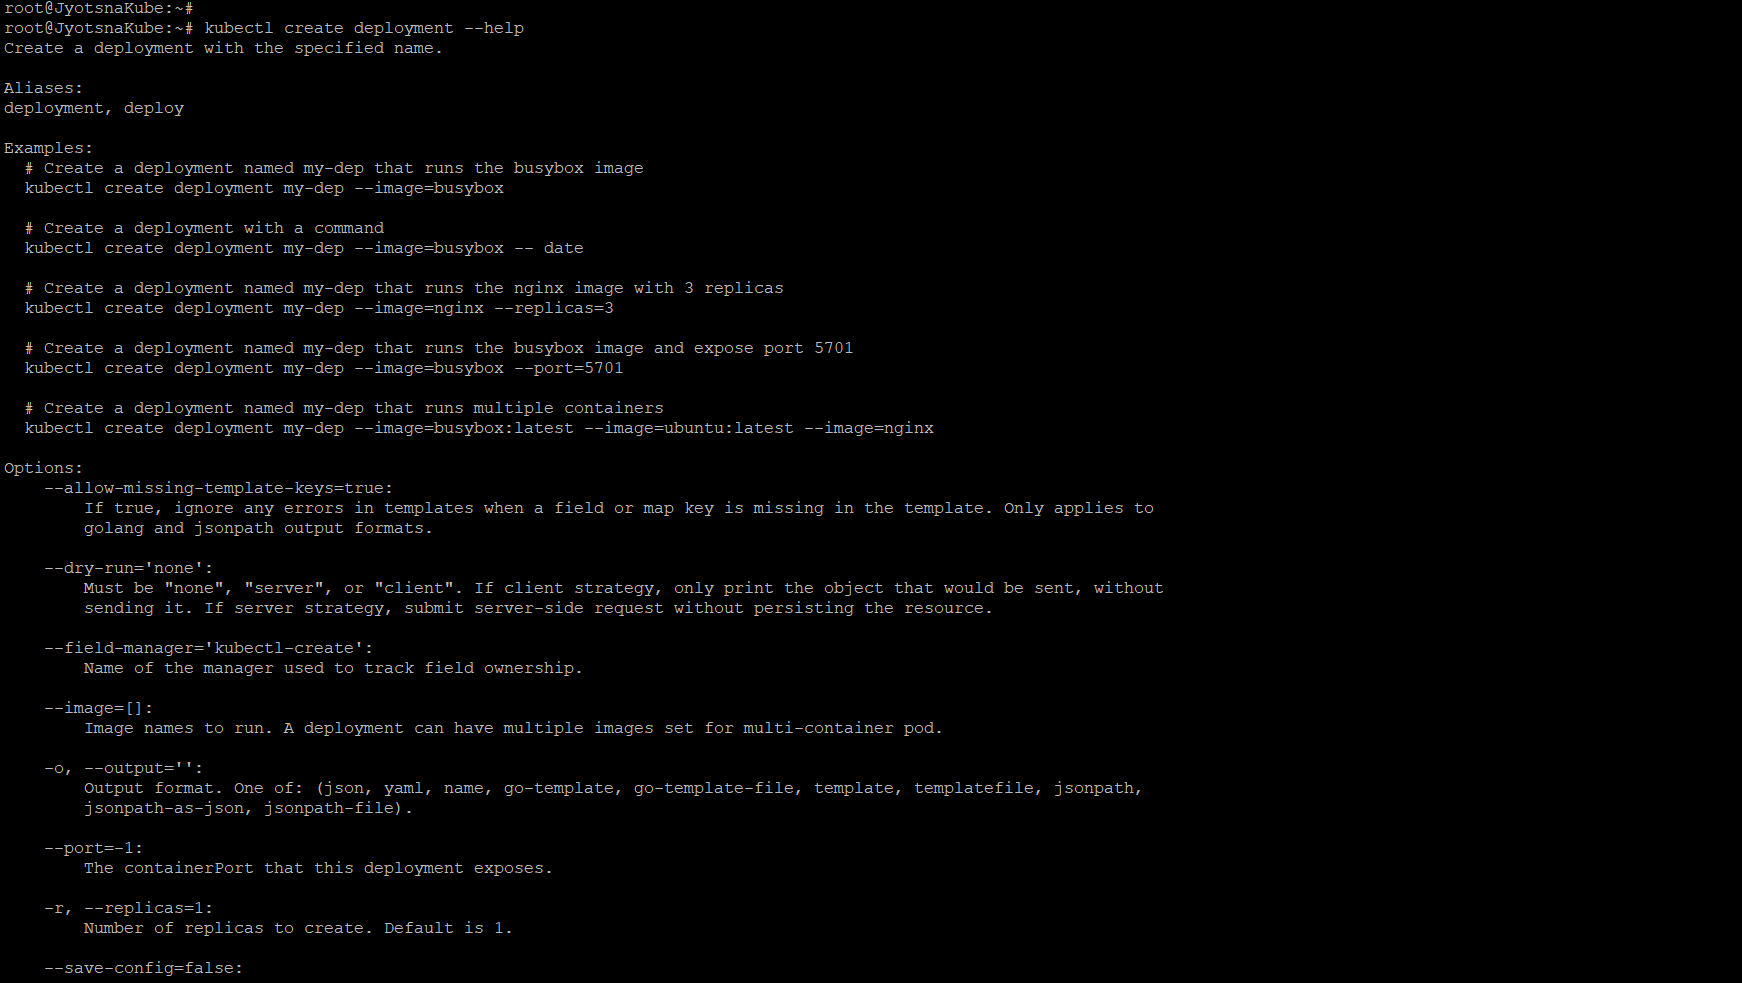 root@JyotsnaKube:~#
root@JyotsnaKube:~# kubectl create deployment --help
Create a deployment with the specified name.

Aliases:
deployment, deploy

Examples:
  # Create a deployment named my-dep that runs the busybox image
  kubectl create deployment my-dep --image=busybox

  # Create a deployment with a command
  kubectl create deployment my-dep --image=busybox -- date

  # Create a deployment named my-dep that runs the nginx image with 3 replicas
  kubectl create deployment my-dep --image=nginx --replicas=3

  # Create a deployment named my-dep that runs the busybox image and expose port 5701
  kubectl create deployment my-dep --image=busybox --port=5701

  # Create a deployment named my-dep that runs multiple containers
  kubectl create deployment my-dep --image=busybox:latest --image=ubuntu:latest --image=nginx

Options:
    --allow-missing-template-keys=true:
        If true, ignore any errors in templates when a field or map key is missing in the template. Only applies to
        golang and jsonpath output formats.

    --dry-run='none':
        Must be "none", "server", or "client". If client strategy, only print the object that would be sent, without
        sending it. If server strategy, submit server-side request without persisting the resource.

    --field-manager='kubectl-create':
        Name of the manager used to track field ownership.

    --image=[]:
        Image names to run. A deployment can have multiple images set for multi-container pod.

    -o, --output='':
        Output format. One of: (json, yaml, name, go-template, go-template-file, template, templatefile, jsonpath,
        jsonpath-as-json, jsonpath-file).

    --port=-1:
        The containerPort that this deployment exposes.

    -r, --replicas=1:
        Number of replicas to create. Default is 1.

    --save-config=false: